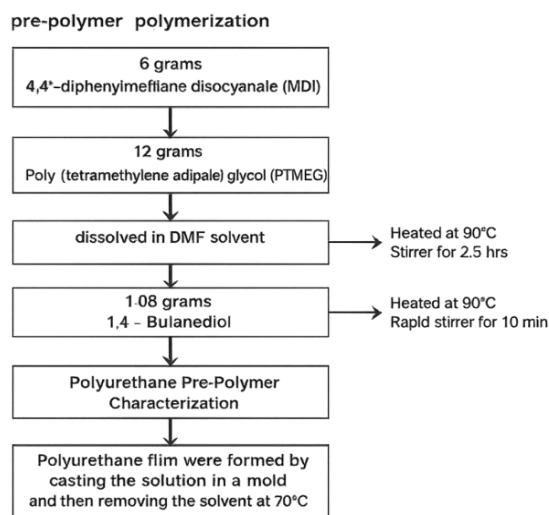 pre-polymer polymerization
6 grams
4,4*-diphenyimefliane disocyanale (MDI)
12 grams
Poly (tetramethylene adipale) glycol (PTMEG)
dissolved in DMF solvent
Heated at 90°C
Stirrer for 2.5 hrs
1.08 grams
1,4 - Bulanediol
Heated at 90°C
Rapld stirrer for 10 min
Polyurethane Pre-Polymer
Characterization
Polyurethane flim were formed by
casting the solution in a mold
and then removing the solvent at 70°C